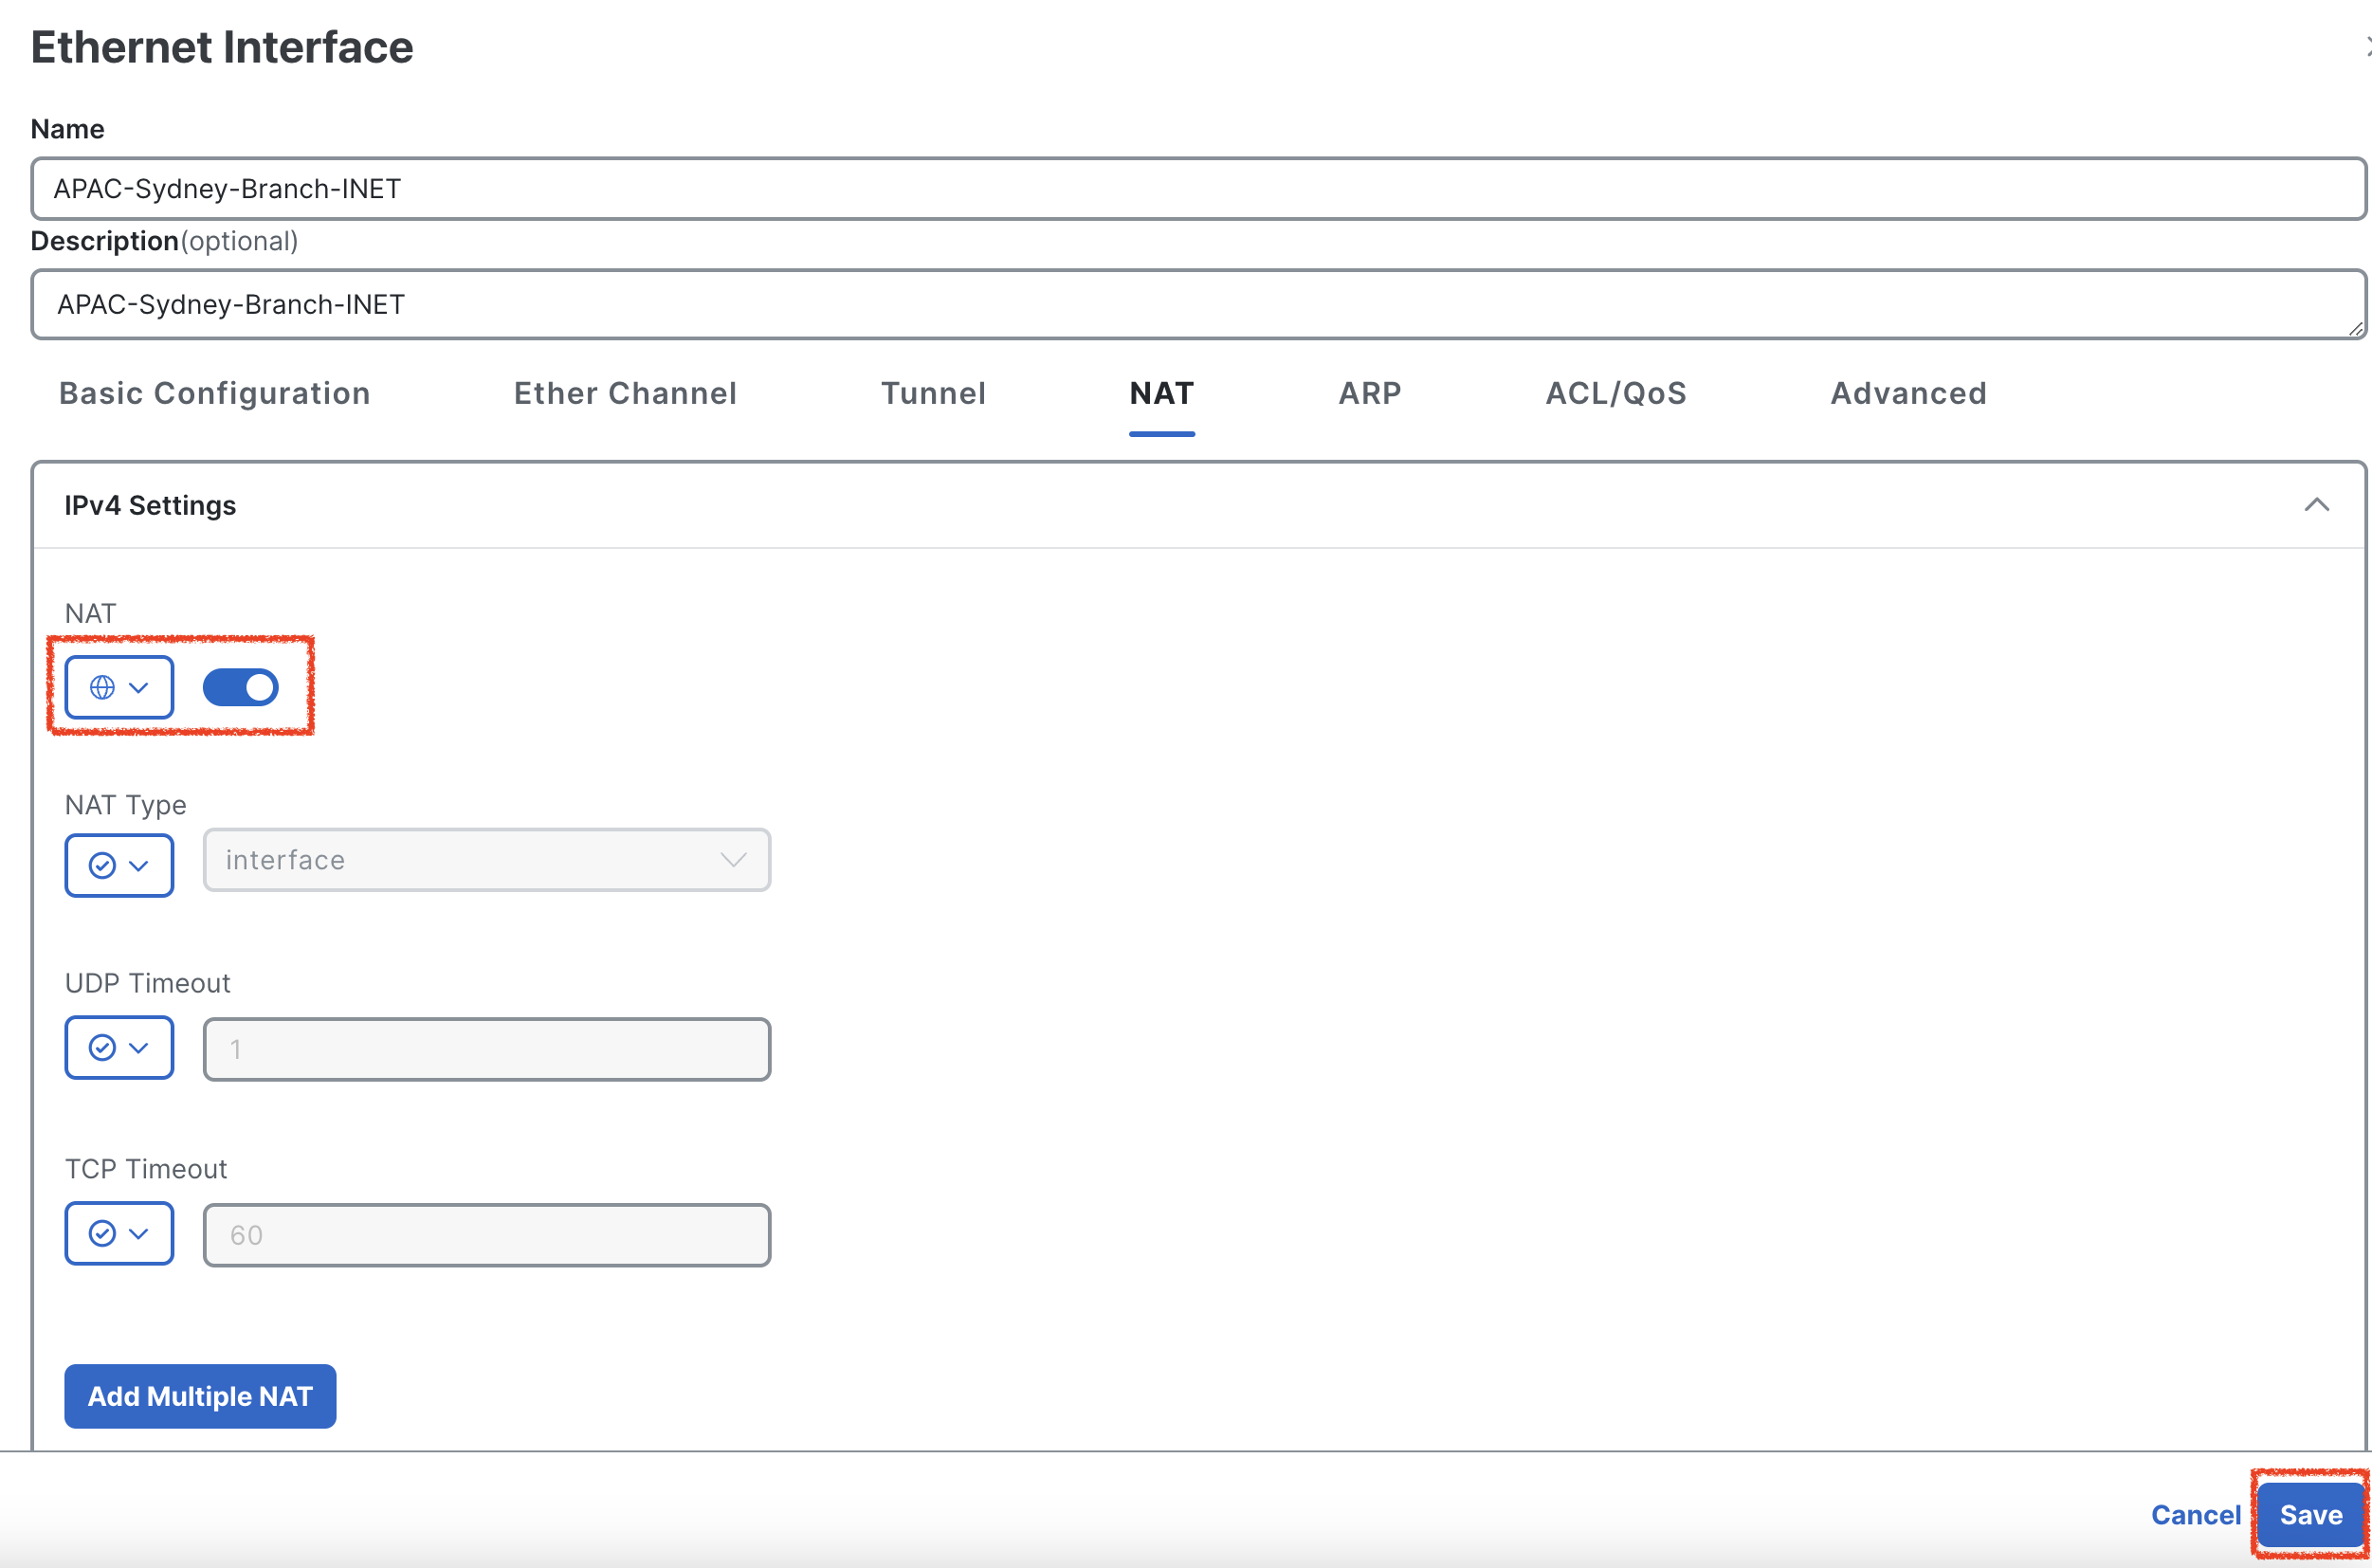 Ethernet Interface
Name
APAC-Sydney-Branch-INET
Description(optional)
APAC-Sydney-Branch-INET
Basic Configuration Ether Channel Tunnel NAT ARP ACL/QoS Advanced
IPv4 Settings
NAT
NAT Type
interface
UDP Timeout
1
TCP Timeout
60
Add Multiple NAT
Cancel Save